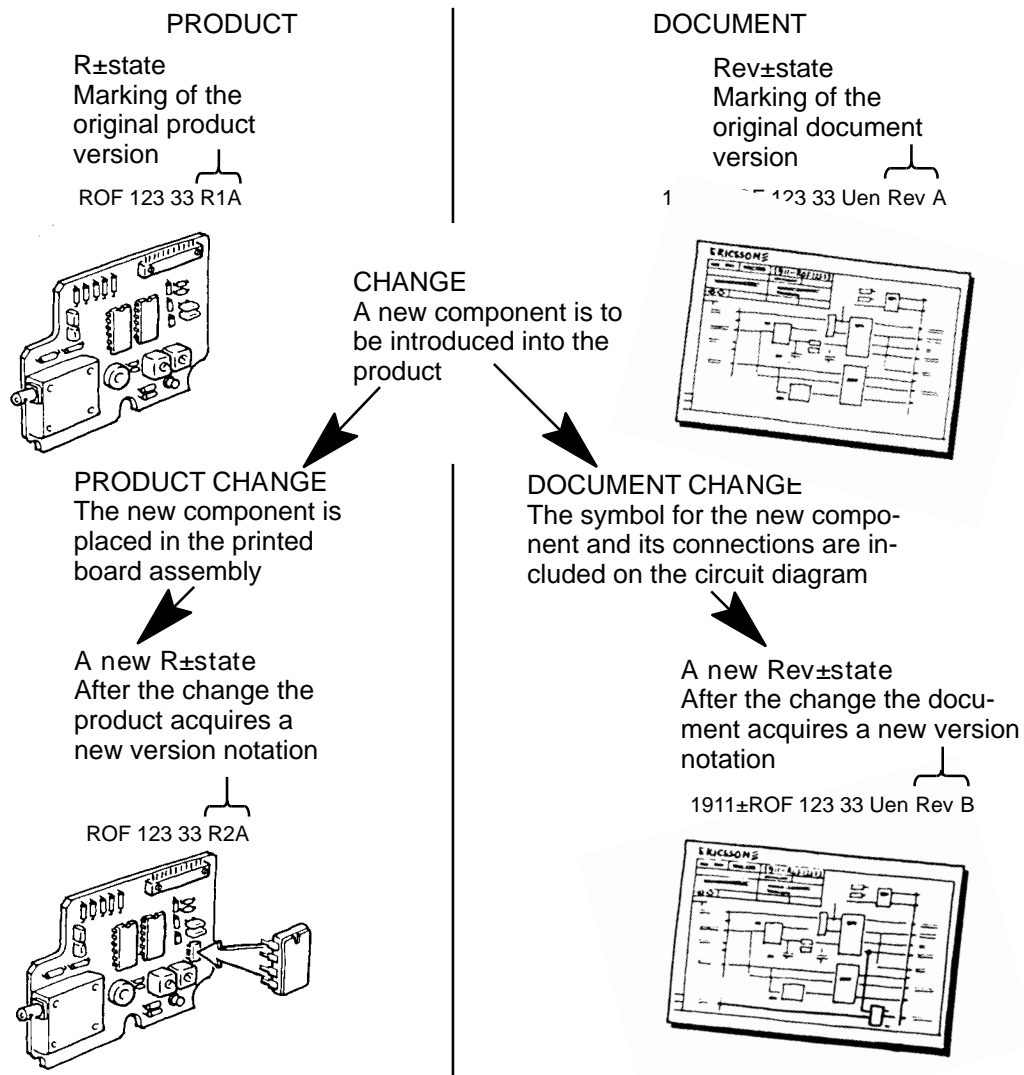 PRODUCT
R±state
Marking of the
original product
version
ROF 123 33 R1A
DOCUMENT
Rev±state
Marking of the
original document
version
123 33 Uen Rev A
ERICSSON
CHANGE
A new component is to
be introduced into the
product
PRODUCT CHANGE
The new component is
placed in the printed
board assembly
A new R±state
After the change the
product acquires a
new version notation
ROF 123 33 R2A
DOCUMENT CHANGE
The symbol for the new compo-
nent and its connections are in-
cluded on the circuit diagram
A new Rev±state
After the change the docu-
ment acquires a new version
notation
1911±ROF 123 33 Uen Rev B
ERICSSON